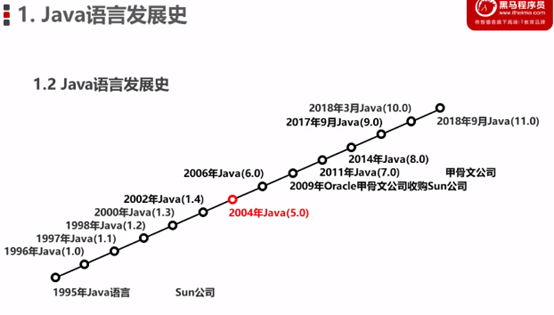 1. Java语言发展史
黑马程序员
www.itheima.com
传智播客旗下高端IT教育品牌
1.2 Java语言发展史
2018年3月Java(10.0)
2017年9月Java(9.0)
2018年9月Java(11.0)
2014年Java(8.0)
2006年Java(6.0)
2011年Java(7.0)
甲骨文公司
2009年Oracle甲骨文公司收购Sun公司
2002年Java(1.4)
2004年Java(5.0)
2000年Java(1.3)
1998年Java(1.2)
1997年Java(1.1)
1996年Java(1.0)
1995年Java语言
Sun公司